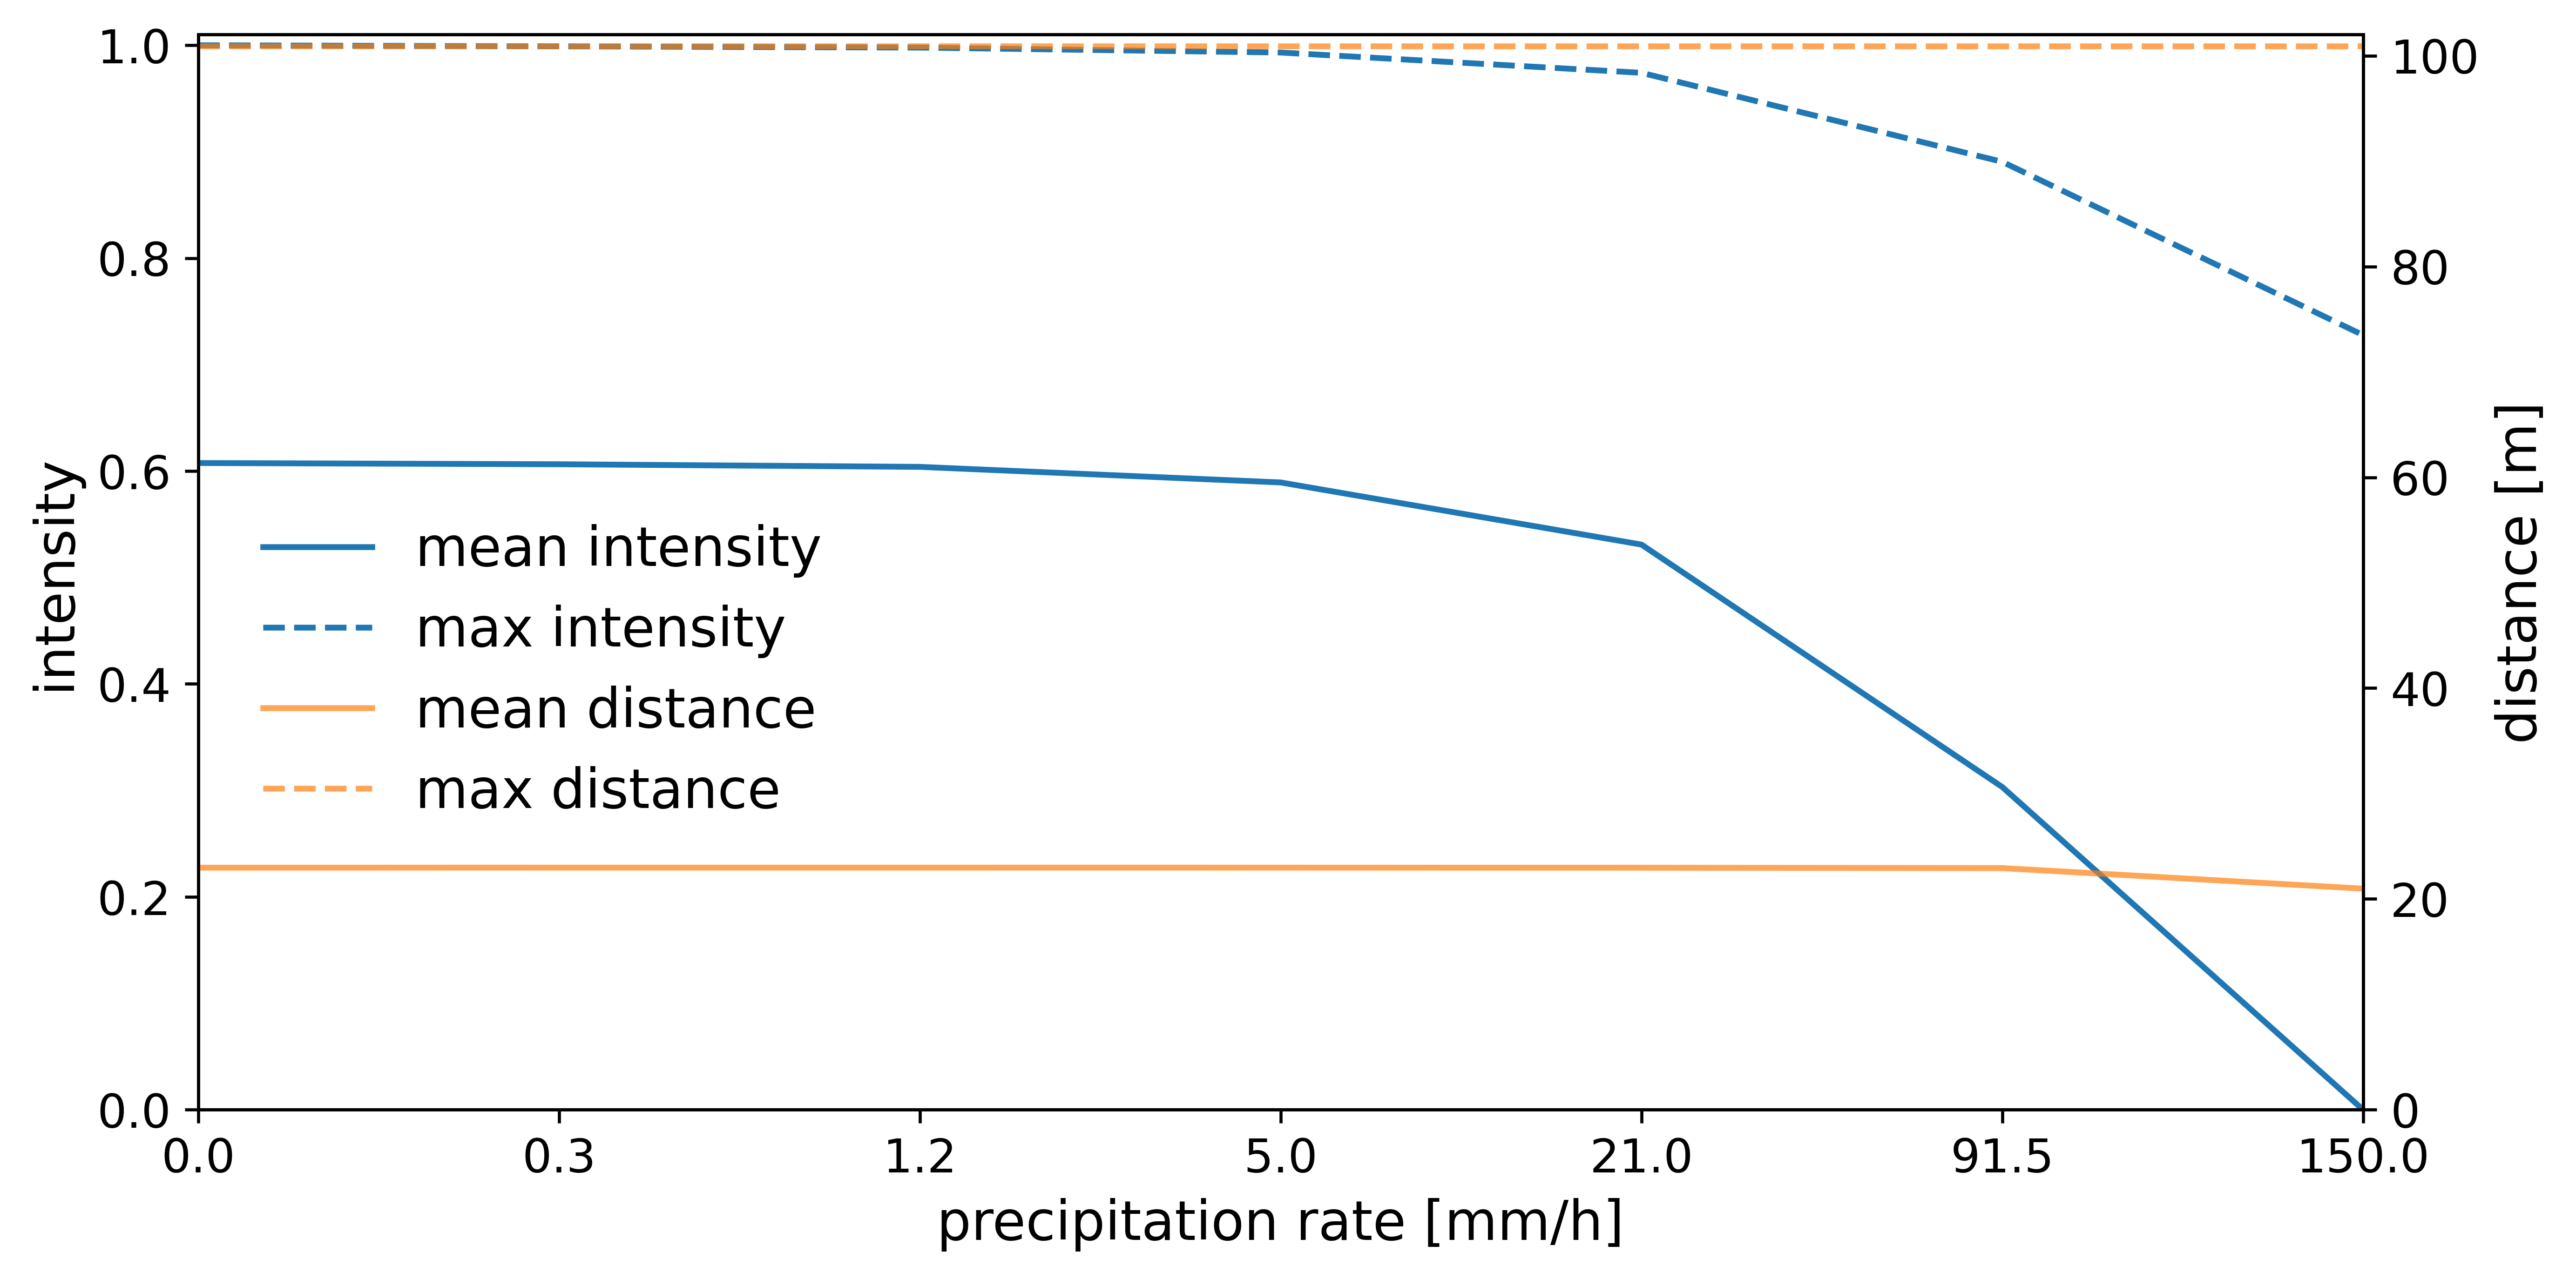 intensity
1.0
0.8
0.6
0.4
0.2
0.0
mean intensity
max intensity
mean distance
max distance
100
80
60
40
20
0
distance [m]
0.0 0.3 1.2 5.0 21.0 91.5 150.0
precipitation rate [mm/h]